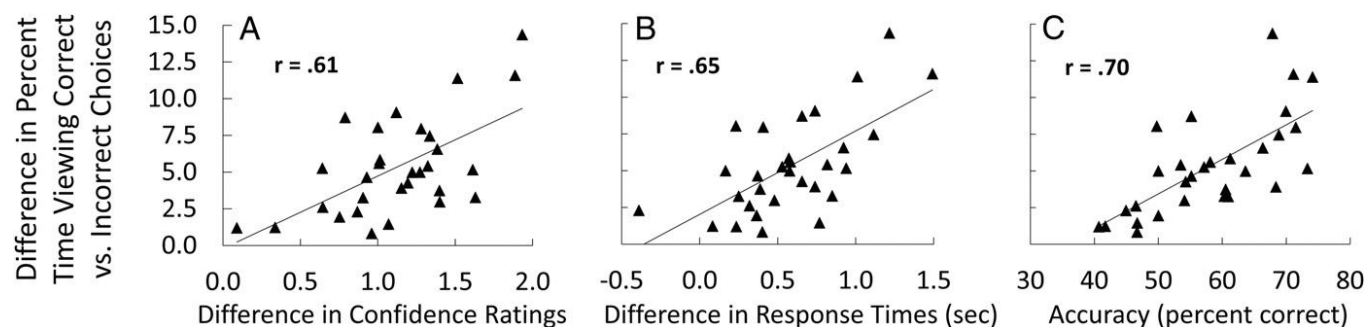 Difference in Percent
Time Viewing Correct
vs. Incorrect Choices
15.0
12.5
10.0
7.5
5.0
2.5
0.0
A
r = .61
0.0 0.5 1.0 1.5 2.0
Difference in Confidence Ratings
B
r = .65
-0.5 0.0 0.5 1.0 1.5
Difference in Response Times (sec)
C
r = .70
30 40 50 60 70 80
Accuracy (percent correct)